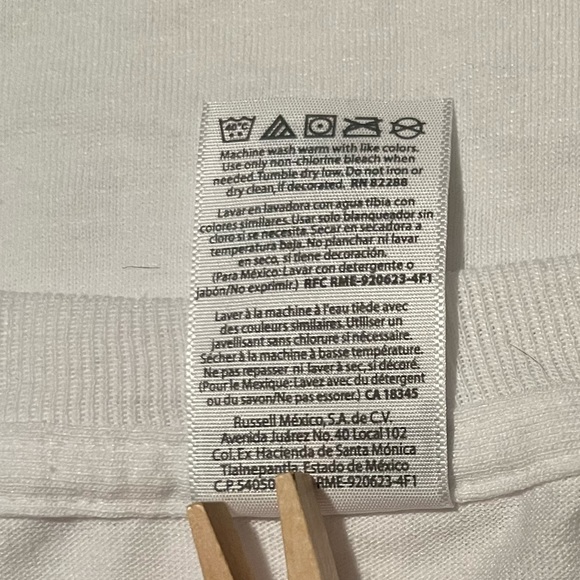 40°C
Machine wash warm with like colors.
Use only non-chlorine bleach when
needed. Tumble dry low. Do not iron or
dry clean, if decorated. RN 82286
Lavar en lavadora con agua tibia con
colores similares. Usar solo blanqueador sin
cloro si se necesita. Secar en secadora a
temperatura baja. No planchar ni lavar
en seco, si tiene decoración.
(Para México: Lavar con detergente o
jabón/No exprimir.) RFC RME-920623-4F1
Laver à la machine à l'eau tiède avec
des couleurs similaires. Utiliser un
javellisant sans chlorure si nécessaire.
Sécher à la machine à basse température.
Ne pas repasser ni laver à sec, si décoré.
(Pour le Mexique: Lavez avec du détergent
ou du savon/Ne pas essorer.) CA 18345
Russell México, S.A. de C.V.
Avenida Juárez No. 40 Local 102
Col. Ex Hacienda de Santa Mónica
Tlalnepantla Estado de México
C.P. 54050 RME-920623-4F1